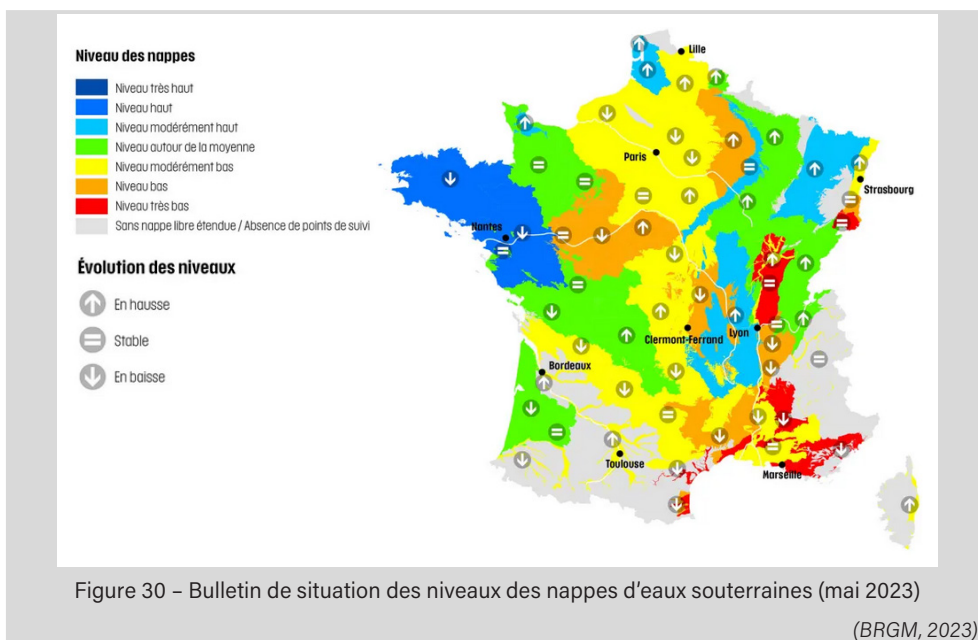 Niveau des nappes
Niveau très haut
Niveau haut
Niveau modérément haut
Niveau autour de la moyenne
Niveau modérément bas
Niveau bas
Niveau très bas
Sans nappe libre étendue / Absence de points de suivi
Évolution des niveaux
En hausse
Stable
En baisse
Lille
Paris
Strasbourg
Nantes
Clermont-Ferrand
Lyon
Bordeaux
Toulouse
Marseille
Figure 30 – Bulletin de situation des niveaux des nappes d'eaux souterraines (mai 2023)
(BRGM, 2023)